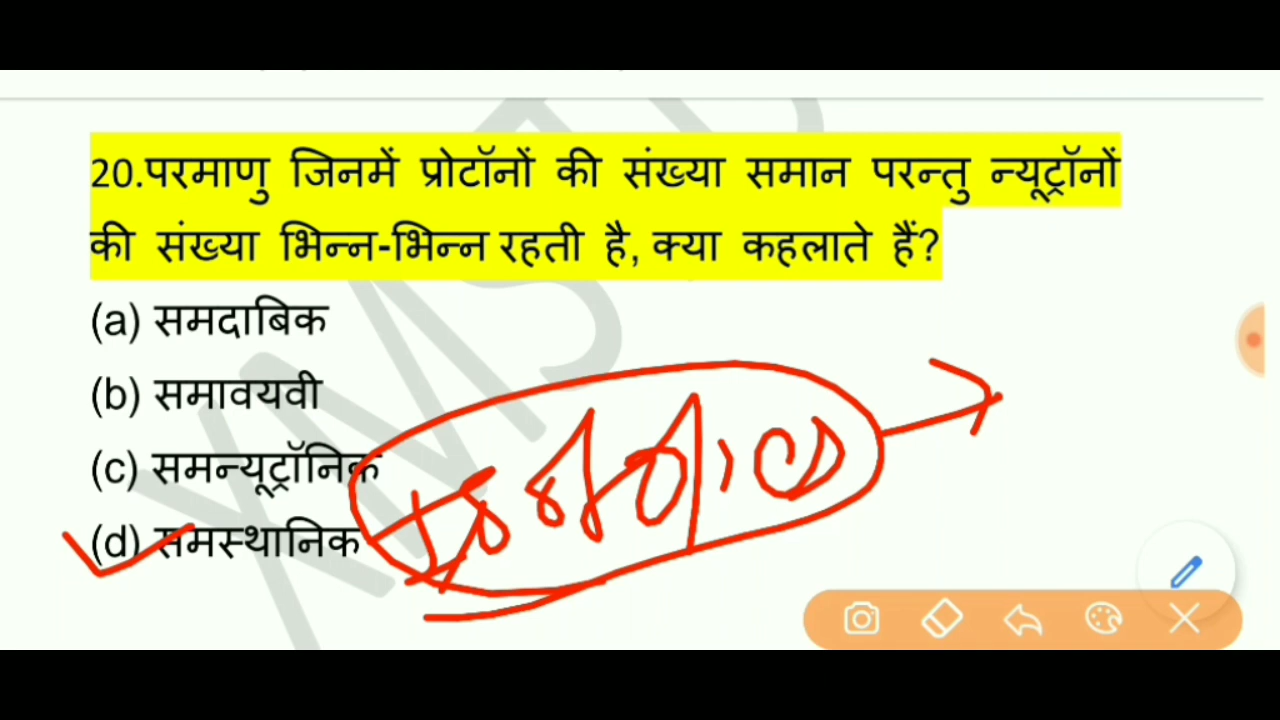 20.परमाणु जिनमें प्रोटॉनों की संख्या समान परन्तु न्यूट्रॉनों
की संख्या भिन्न-भिन्न रहती है, क्या कहलाते हैं?
(a) समदाबिक
(b) समावयवी
(c) समन्यूट्रॉनिक
(d) समस्थानिक